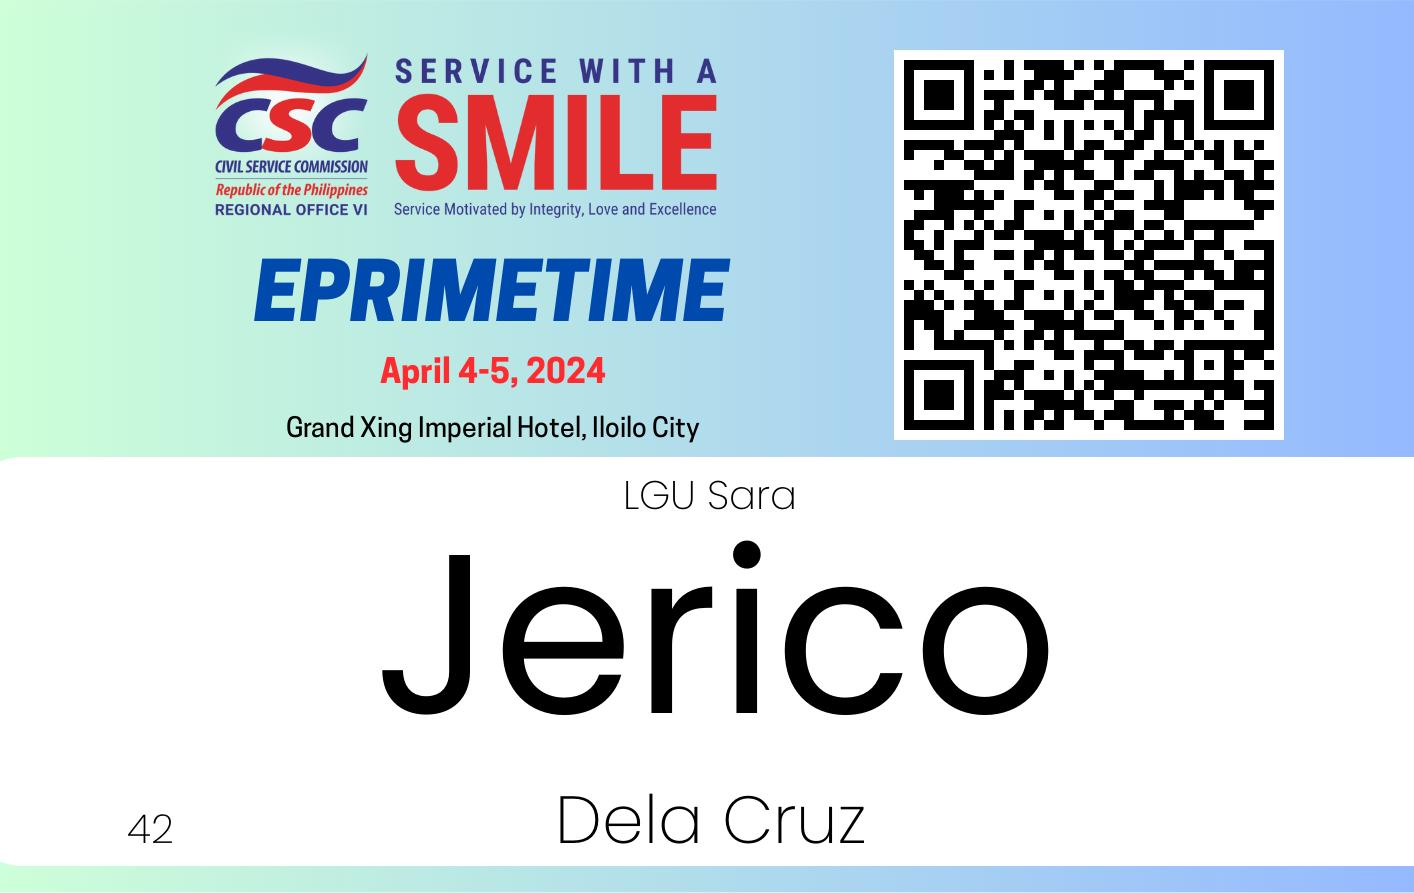 CSC
CIVIL SERVICE COMMISSION
Republic of the Philippines
REGIONAL OFFICE VI
SERVICE WITH A
SMILE
Service Motivated by Integrity, Love and Excellence
EPRIMETIME
April 4-5, 2024
Grand Xing Imperial Hotel, Iloilo City
LGU Sara
Jerico
Dela Cruz
42